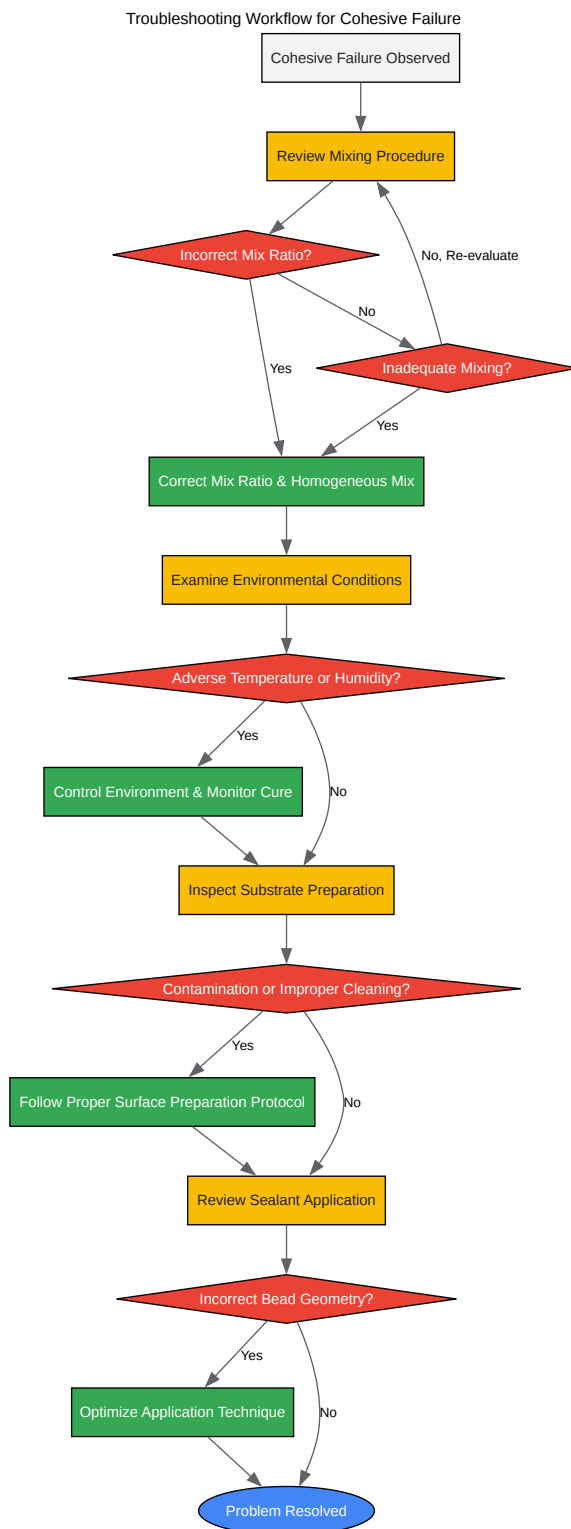 Troubleshooting Workflow for Cohesive Failure
Cohesive Failure Observed
Review Mixing Procedure
Incorrect Mix Ratio?
No, Re-evaluate
No
Inadequate Mixing?
Yes
Yes
Correct Mix Ratio & Homogeneous Mix
Examine Environmental Conditions
Adverse Temperature or Humidity?
Yes
Control Environment & Monitor Cure
No
Inspect Substrate Preparation
Contamination or Improper Cleaning?
Yes
Follow Proper Surface Preparation Protocol
No
Review Sealant Application
Incorrect Bead Geometry?
Yes
Optimize Application Technique
No
Problem Resolved